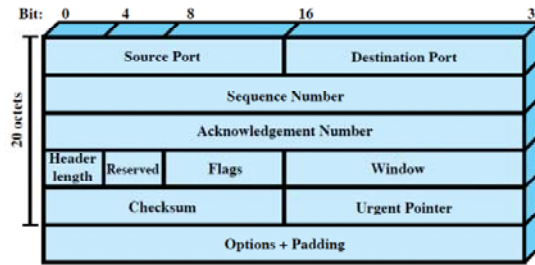 Bit: 0 4 8 16 3
Source Port Destination Port
Sequence Number
Acknowledgement Number
Header
length Reserved Flags Window
Checksum Urgent Pointer
Options + Padding
20 octets